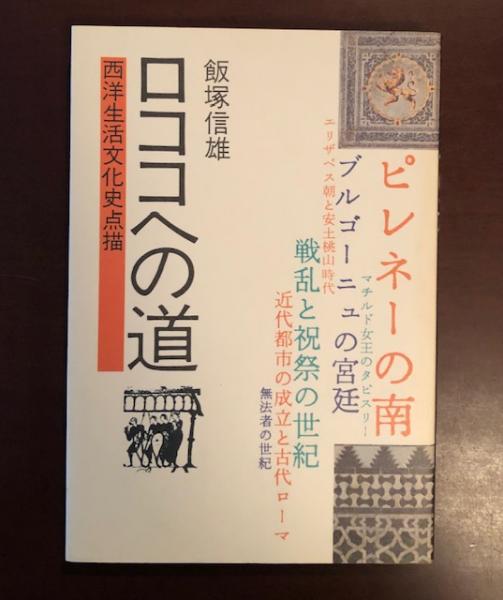 ピレネーの南
マチルド女王のタピスリー
ブルゴーニュの宮廷
エリザベス朝と安土桃山時代
戦乱と祝祭の世紀
近代都市の成立と古代ローマ
無法者の世紀
飯塚信雄
ロココへの道
西洋生活文化史点描